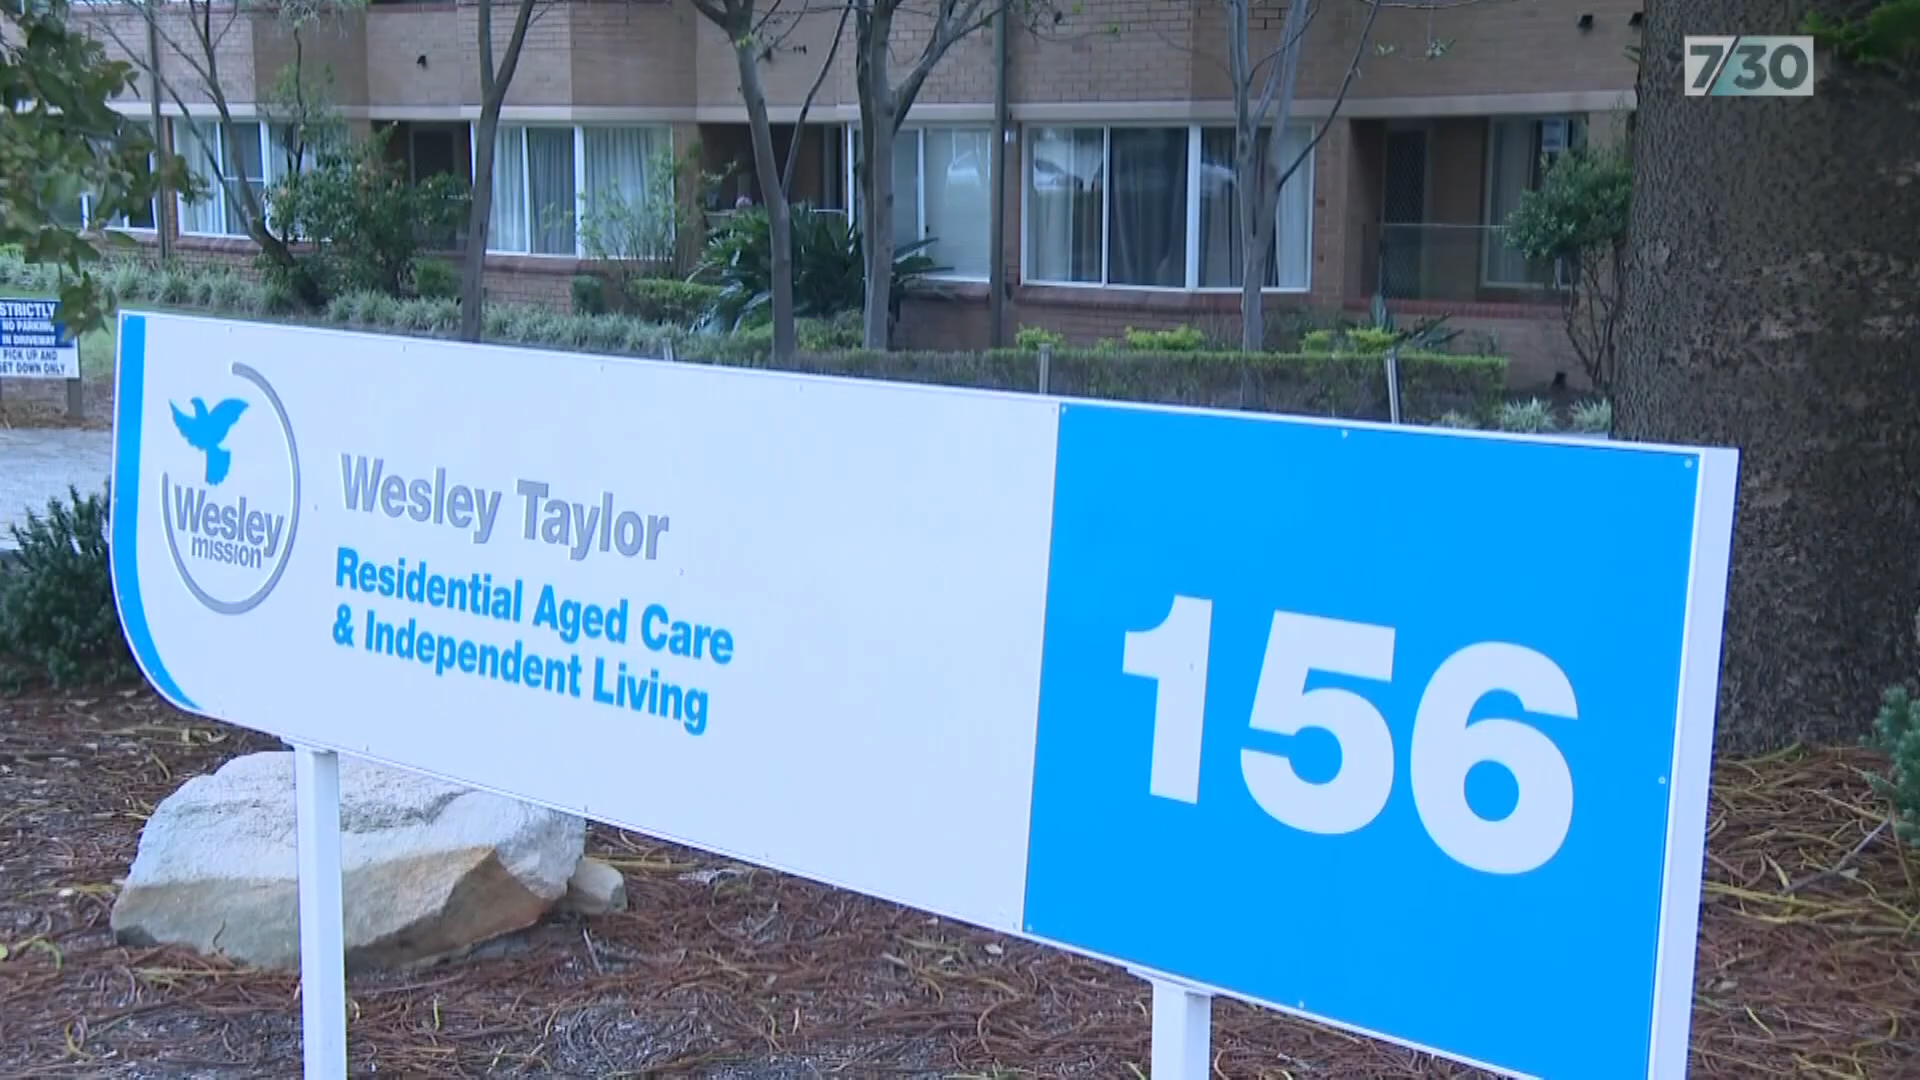 7/30
STRICTLY
NO PARKING
IN DRIVEWAY
PICK UP AND
SET DOWN ONLY
Wesley
mission
Wesley Taylor
Residential Aged Care
& Independent Living
156